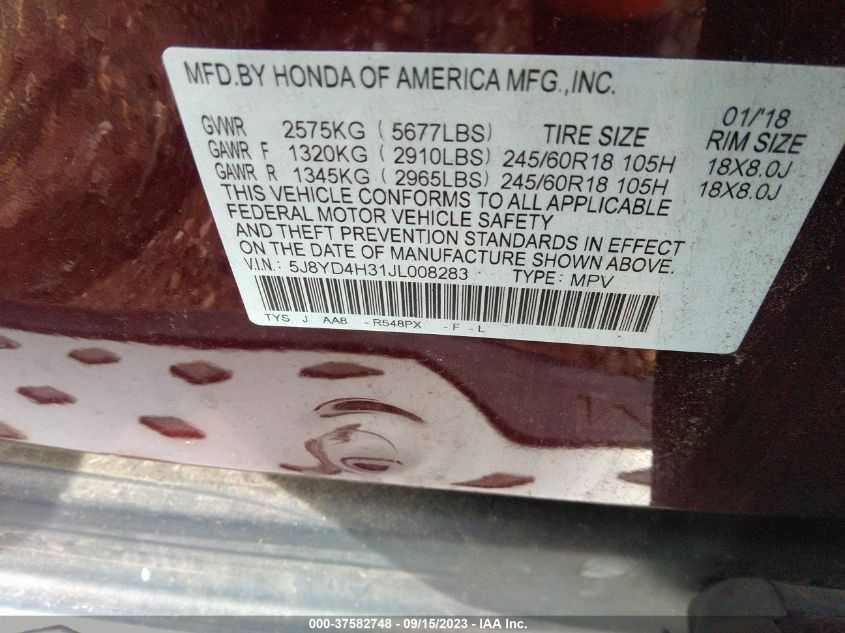 MFD.BY HONDA OF AMERICA MFG.,INC.
01/'18
GVWR 2575KG ( 5677LBS) TIRE SIZE RIM SIZE
GAWR F 1320KG ( 2910LBS) 245/60R18 105H 18X8.0J
GAWR R 1345KG ( 2965LBS) 245/60R18 105H 18X8.0J
THIS VEHICLE CONFORMS TO ALL APPLICABLE
FEDERAL MOTOR VEHICLE SAFETY
AND THEFT PREVENTION STANDARDS IN EFFECT
ON THE DATE OF MANUFACTURE SHOWN ABOVE.
V.I.N.: 5J8YD4H31JL008283 TYPE: MPV
TYS J AA8 - R548PX - F - L
000-37582748 - 09/15/2023 - IAA Inc.